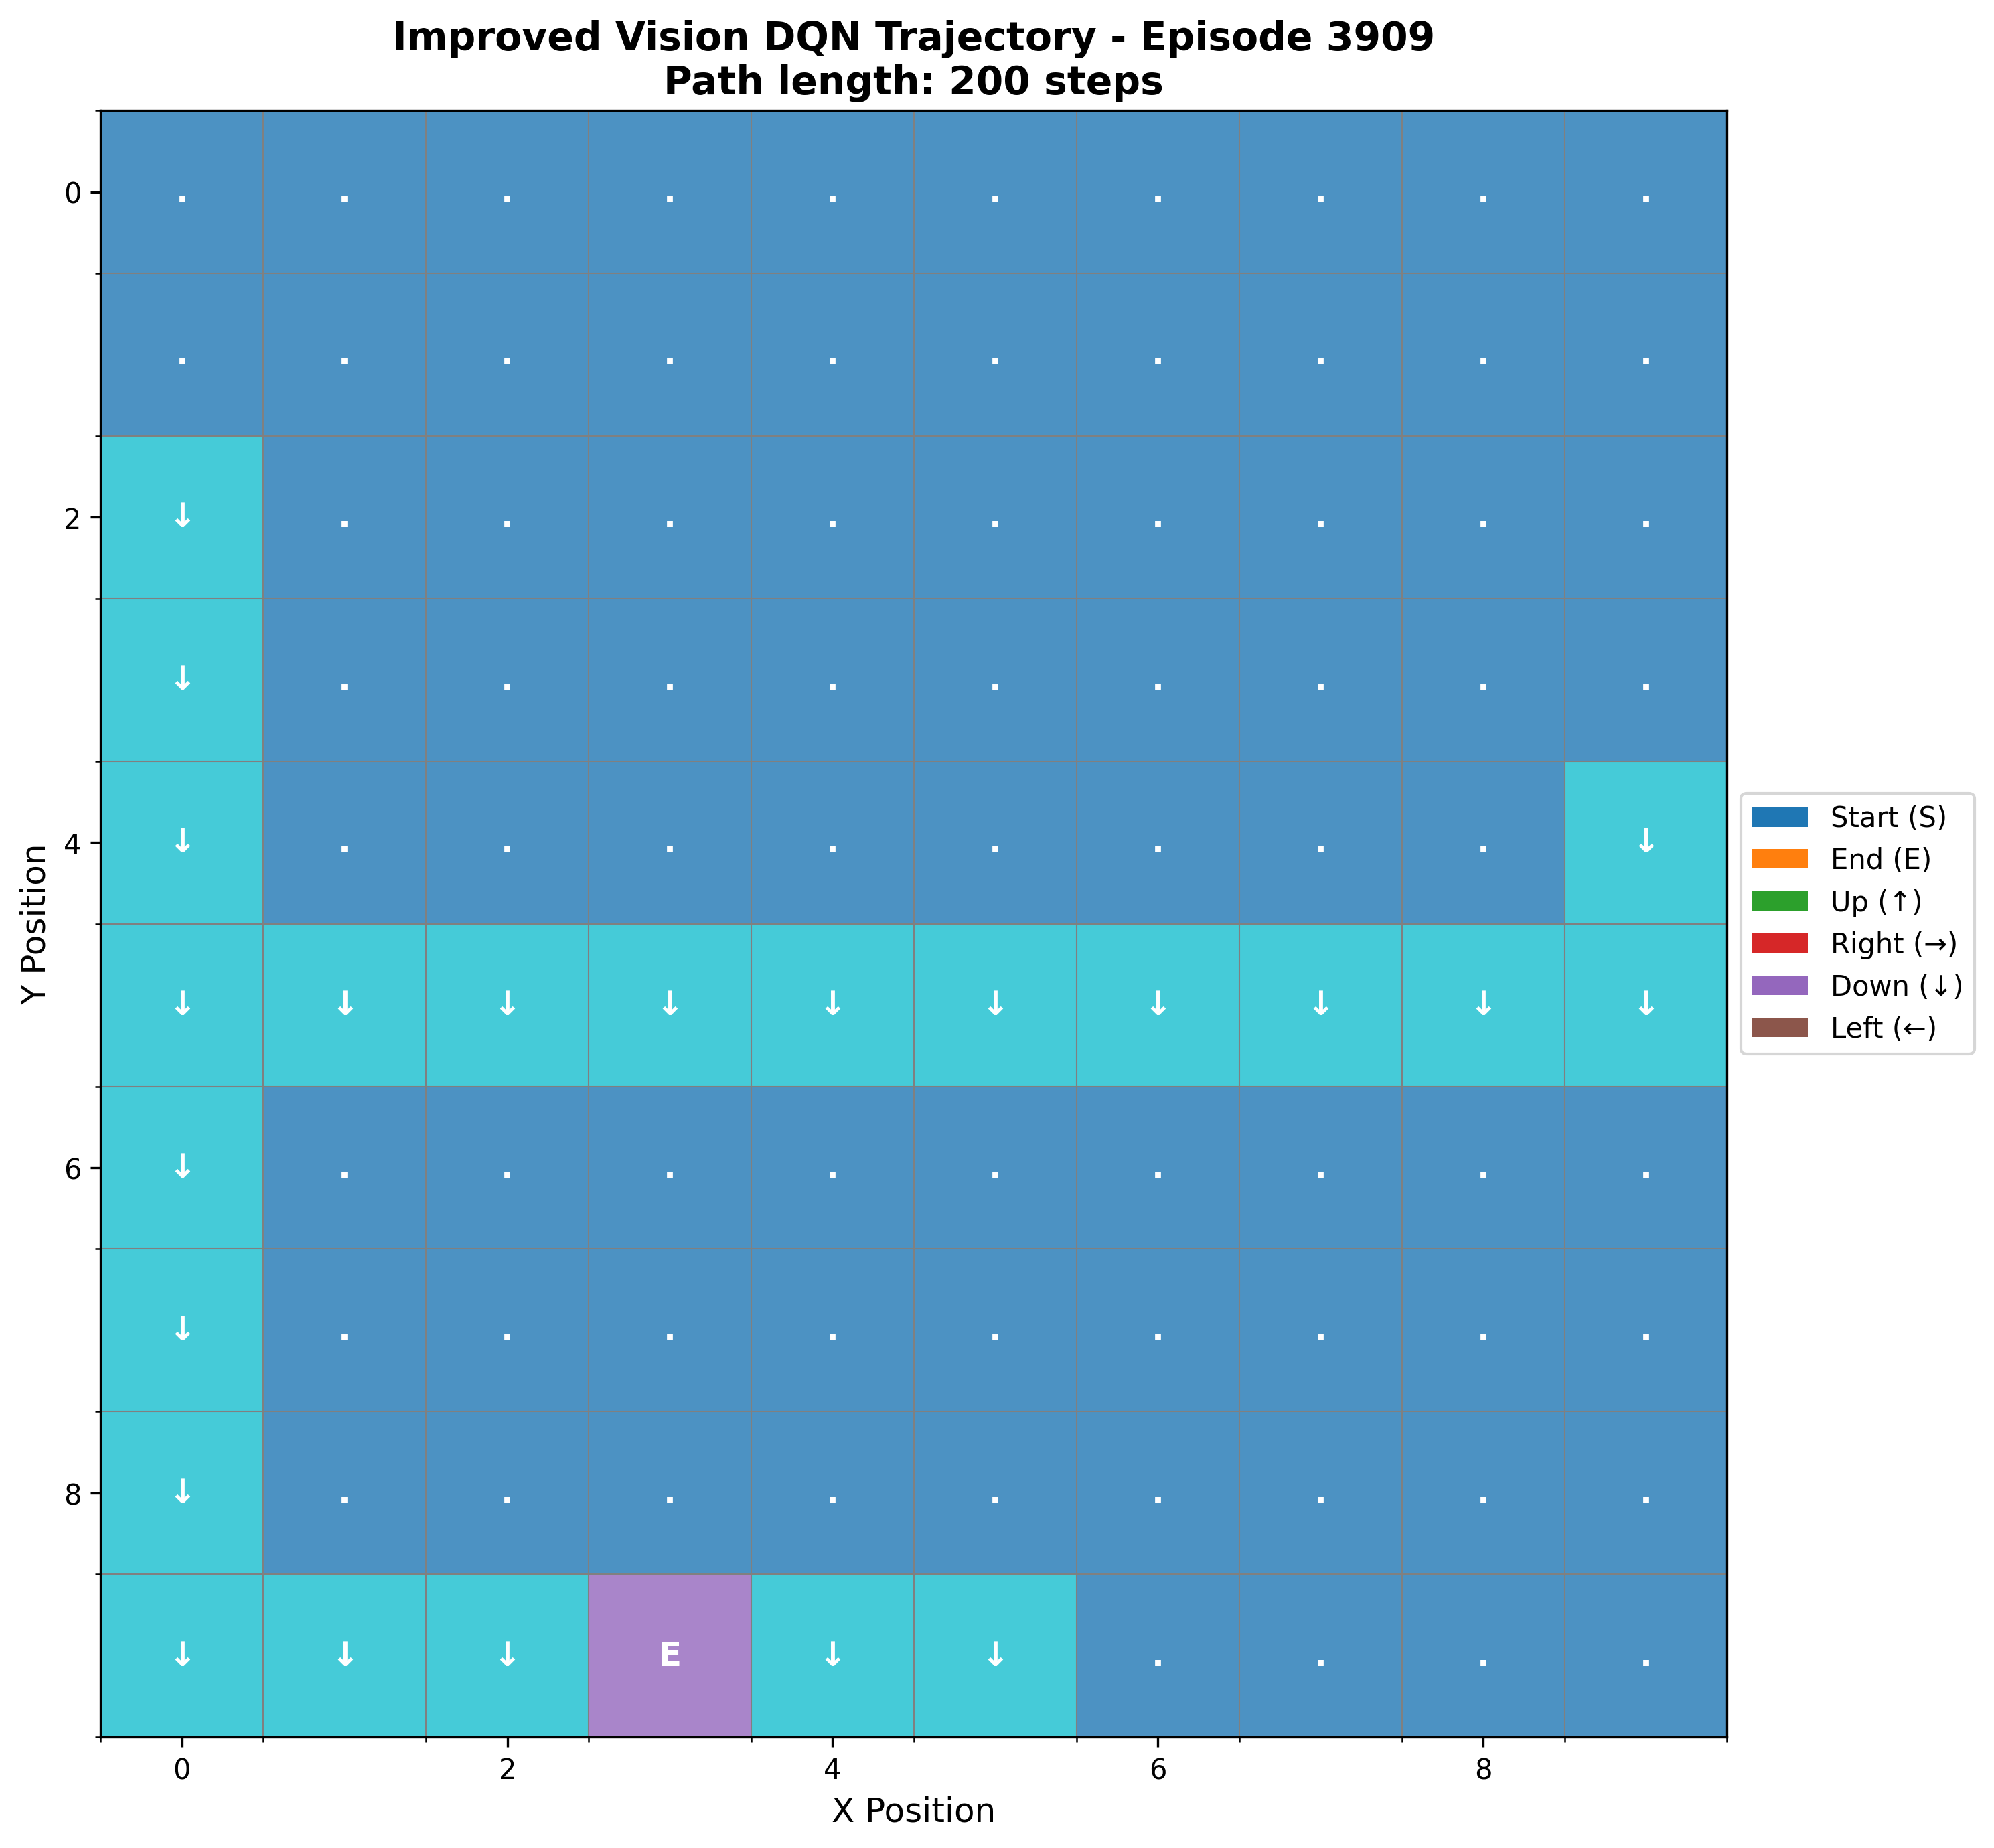 Improved Vision DQN Trajectory - Episode 3909
Path length: 200 steps
0 . . . . . . . . . .
. . . . . . . . . .
2 ↓ . . . . . . . . .
↓ . . . . . . . . .
4 ↓ . . . . . . . . ↓
↓ ↓ ↓ ↓ ↓ ↓ ↓ ↓ ↓ ↓
6 ↓ . . . . . . . . .
↓ . . . . . . . . .
8 ↓ . . . . . . . . .
↓ ↓ ↓ E ↓ ↓ . . . .
0 2 4 6 8
X Position
Y Position
Start (S)
End (E)
Up (↑)
Right (→)
Down (↓)
Left (←)